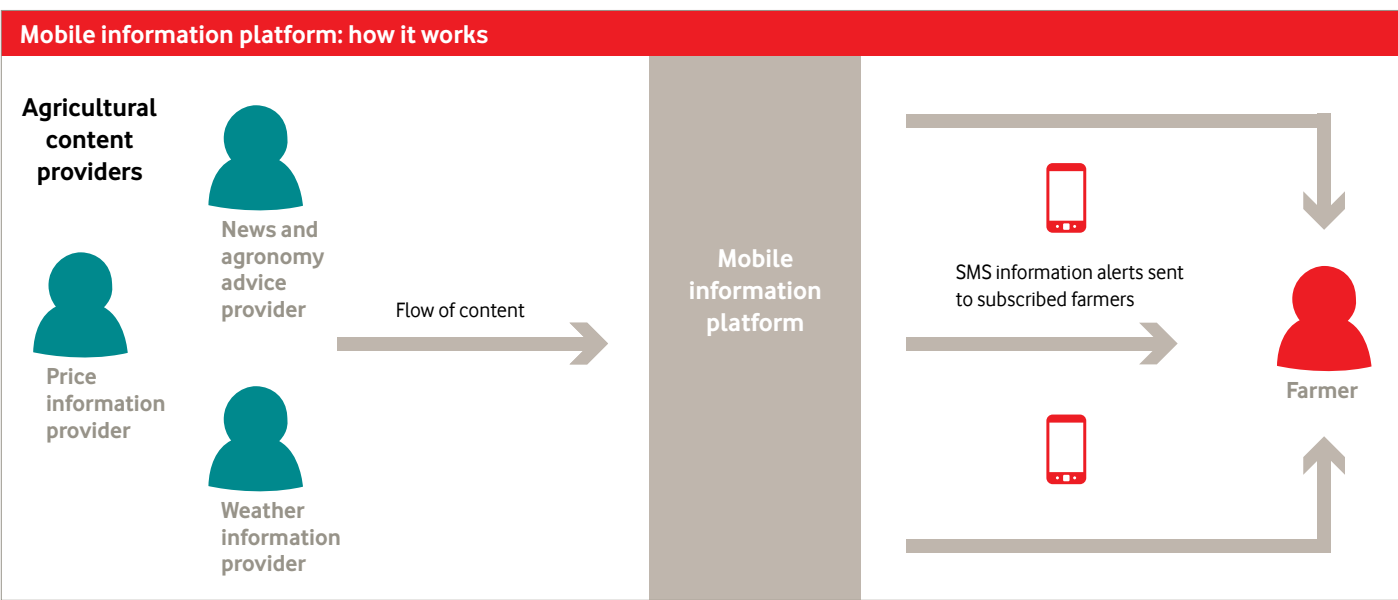 Mobile information platform: how it works
Agricultural
content
providers
News and
agronomy
advice
provider
Price
information
provider
Weather
information
provider
Flow of content
Mobile
information
platform
SMS information alerts sent
to subscribed farmers
Farmer